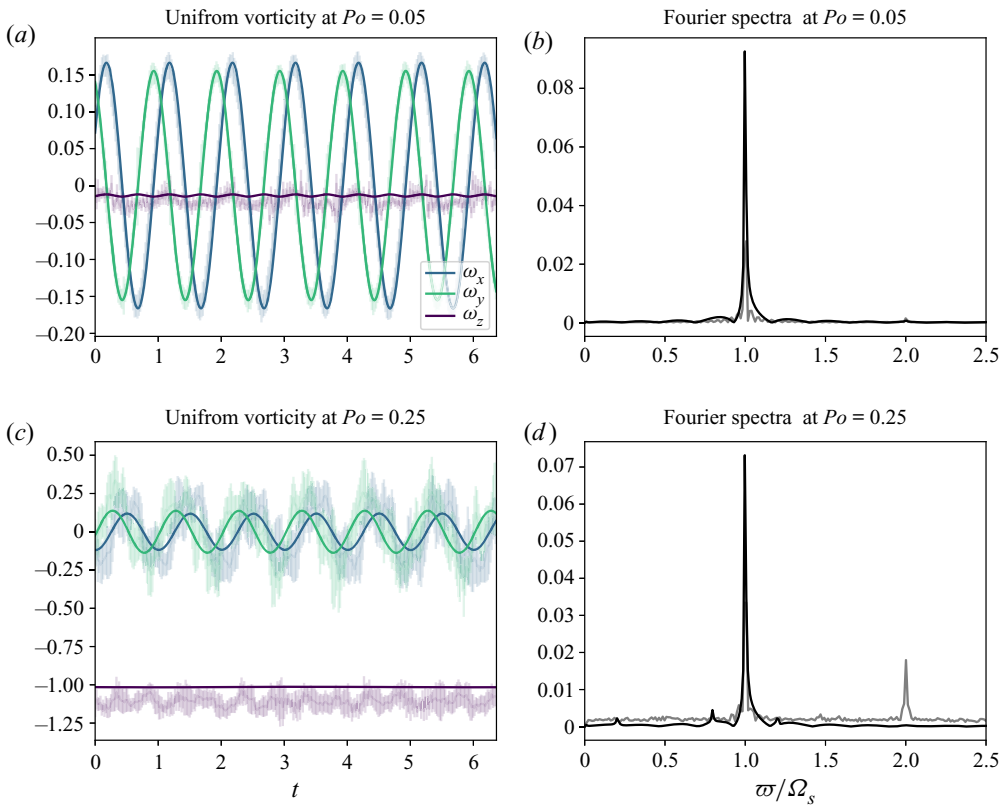 Unifrom vorticity at Po = 0.05
Fourier spectra at Po = 0.05
(a)
(b)
0.15
0.10
0.05
0
−0.05
−0.10
−0.15
−0.20
ω_x
ω_y
ω_z
0 1 2 3 4 5 6
0.08
0.06
0.04
0.02
0
0 0.5 1.0 1.5 2.0 2.5
Unifrom vorticity at Po = 0.25
Fourier spectra at Po = 0.25
(c)
(d)
0.50
0.25
0
−0.25
−0.50
−0.75
−1.00
−1.25
0 1 2 3 4 5 6
t
0.07
0.06
0.05
0.04
0.03
0.02
0.01
0
0 0.5 1.0 1.5 2.0 2.5
ϖ/Ω_s